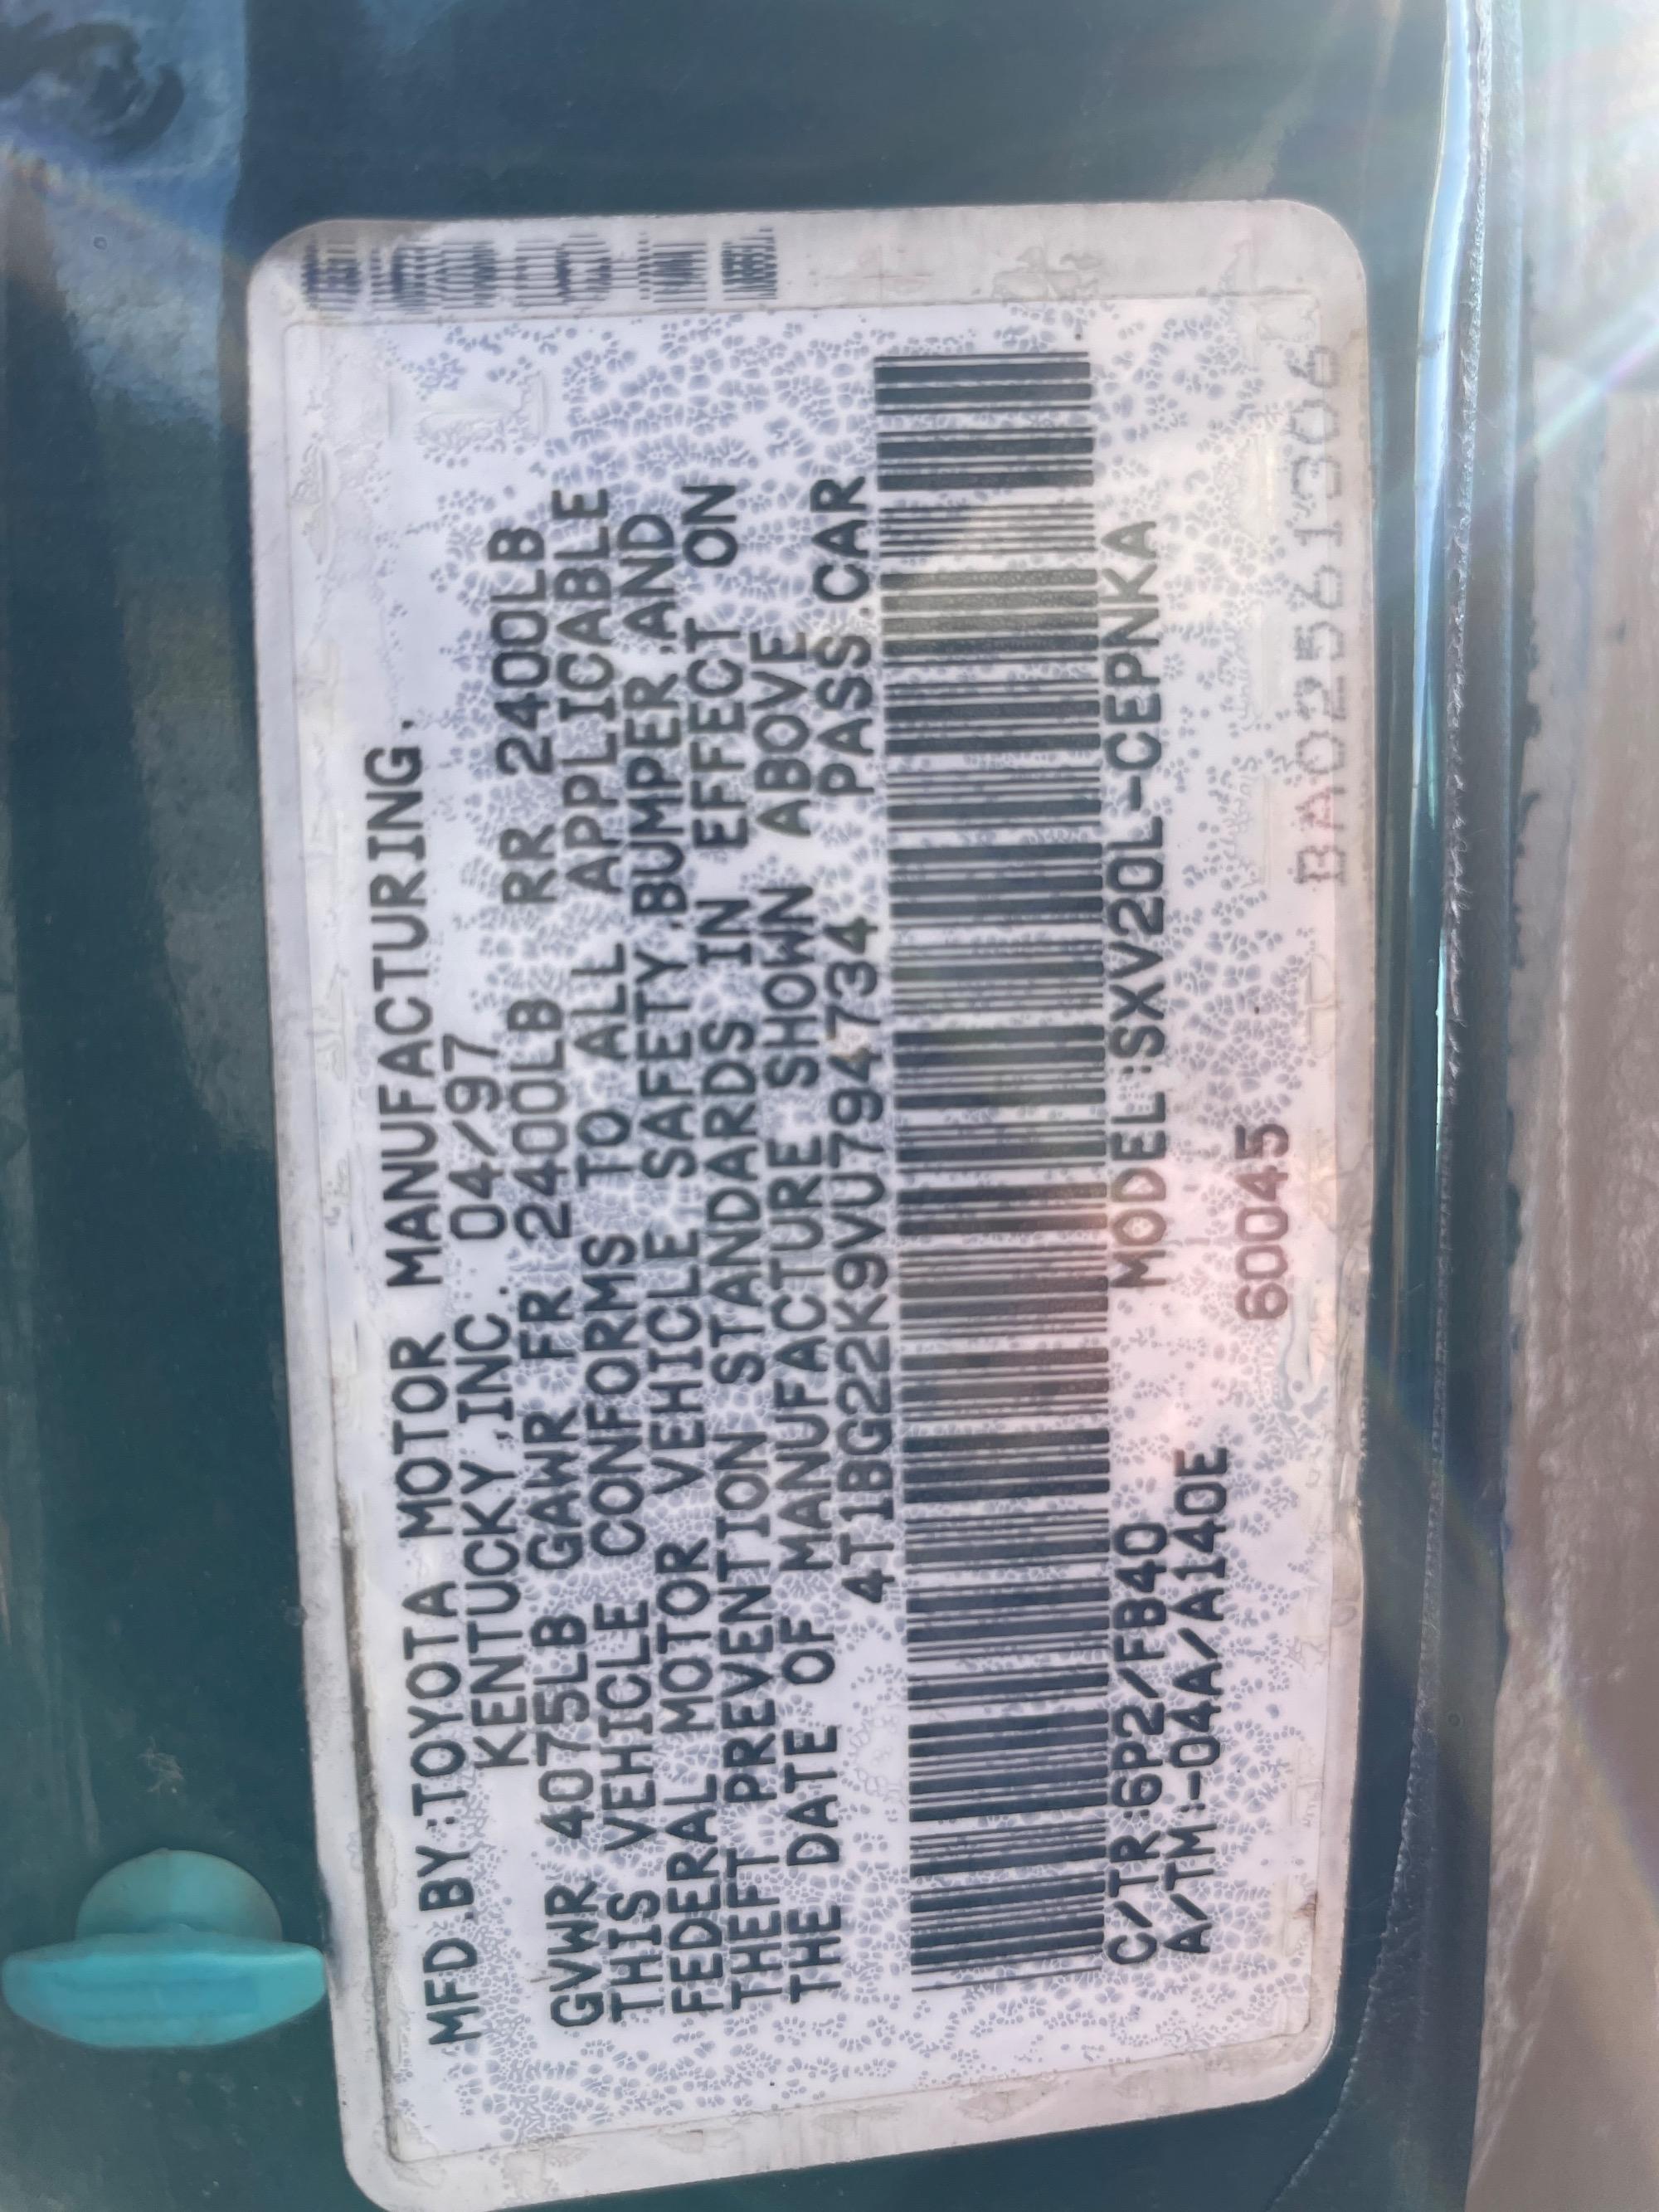 MFD.BY:TOYOTA MOTOR MANUFACTURING.
KENTUCKY,INC. 04/97
GVWR 4075LB GAWR FR 2400LB RR 2400LB
THIS VEHICLE CONFORMS TO ALL APPLICABLE
FEDERAL MOTOR VEHICLE SAFETY,BUMPER,AND
THEFT PREVENTION STANDARDS IN EFFECT ON
THE DATE OF MANUFACTURE SHOWN ABOVE
4T1BG22K9VU794734 PASS.CAR
C/TR:6P2/FB40 MODEL:SXV20L-CEPNKA
A/TM:-04A/A140E
60045
BA02561306